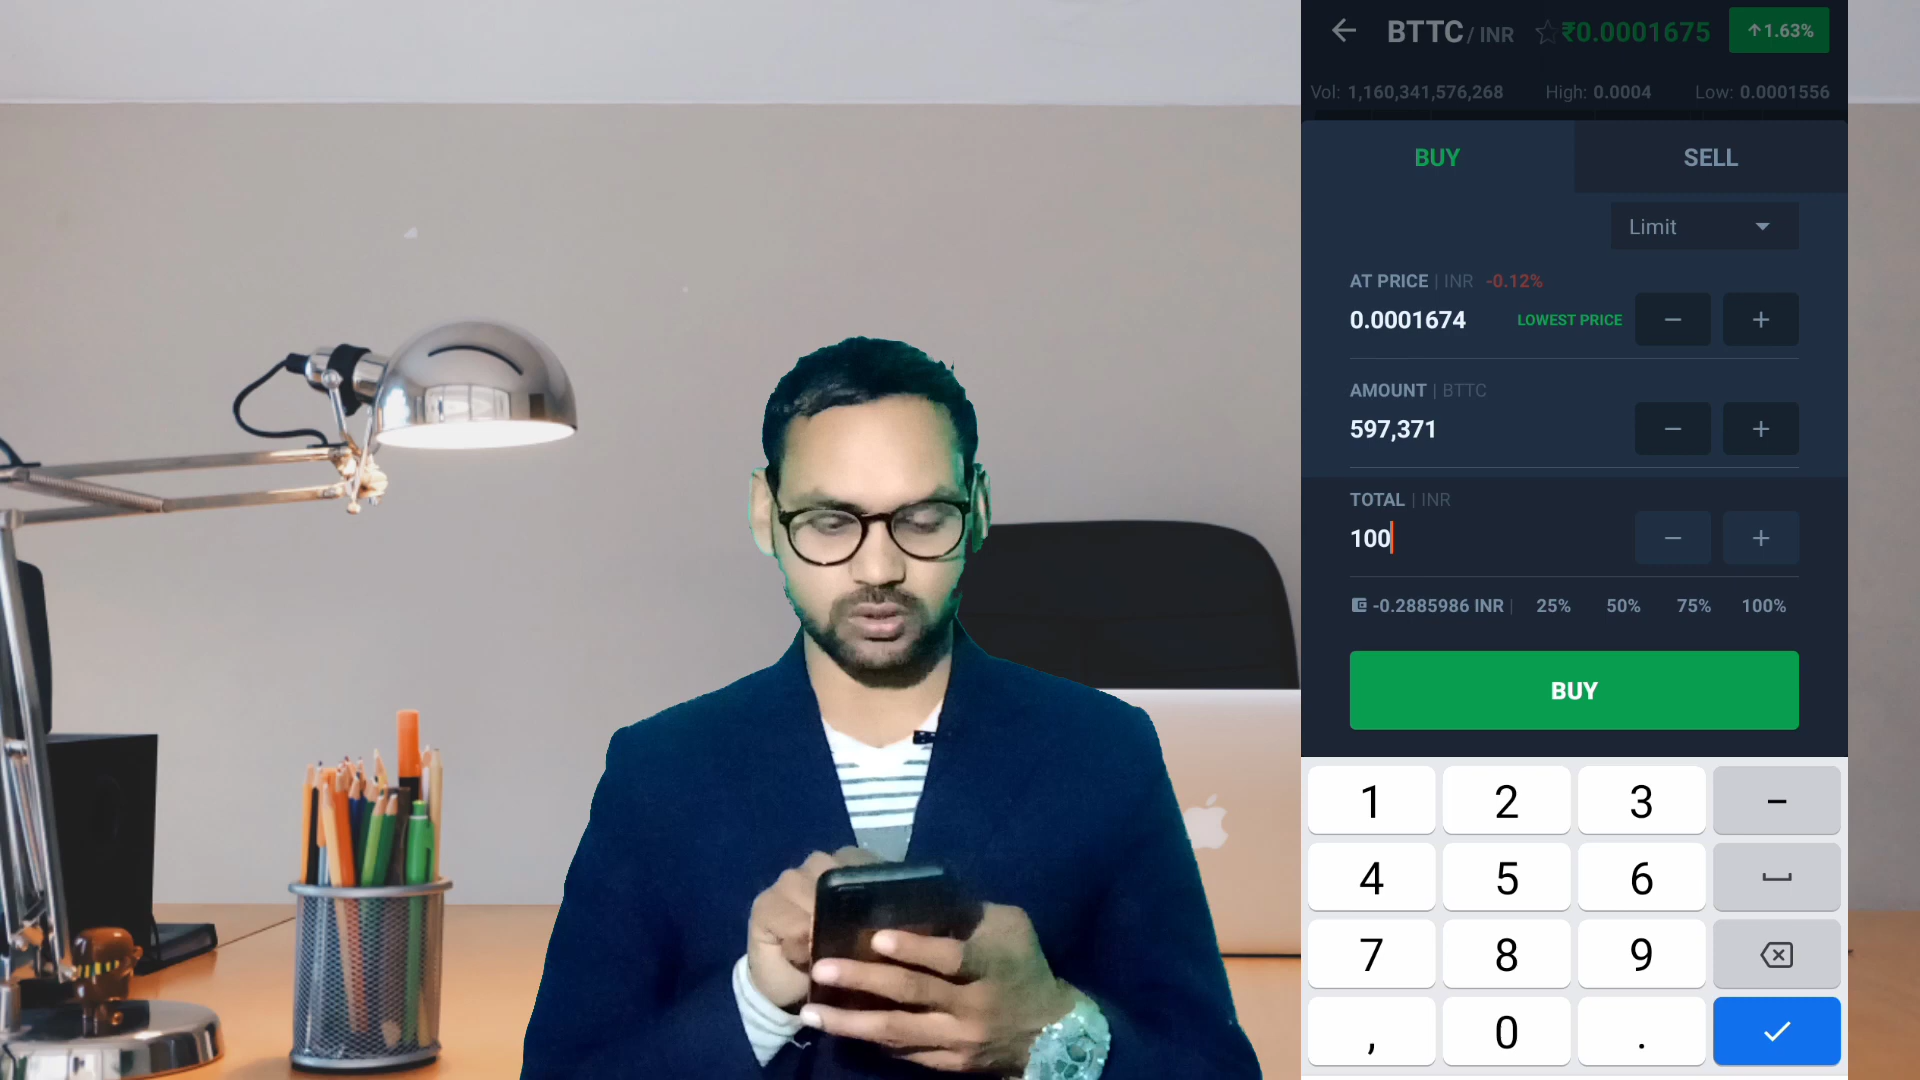 BTTC / INR ₹0.0001675 1.63%
Vol: 1,160,341,576,268 High: 0.0004 Low: 0.0001556
BUY SELL
Limit
AT PRICE | INR -0.12%
0.0001674 LOWEST PRICE − +
AMOUNT | BTTC
597,371 − +
TOTAL | INR
100 − +
-0.2885986 INR | 25% 50% 75% 100%
BUY
1 2 3 −
4 5 6
7 8 9
, 0 .